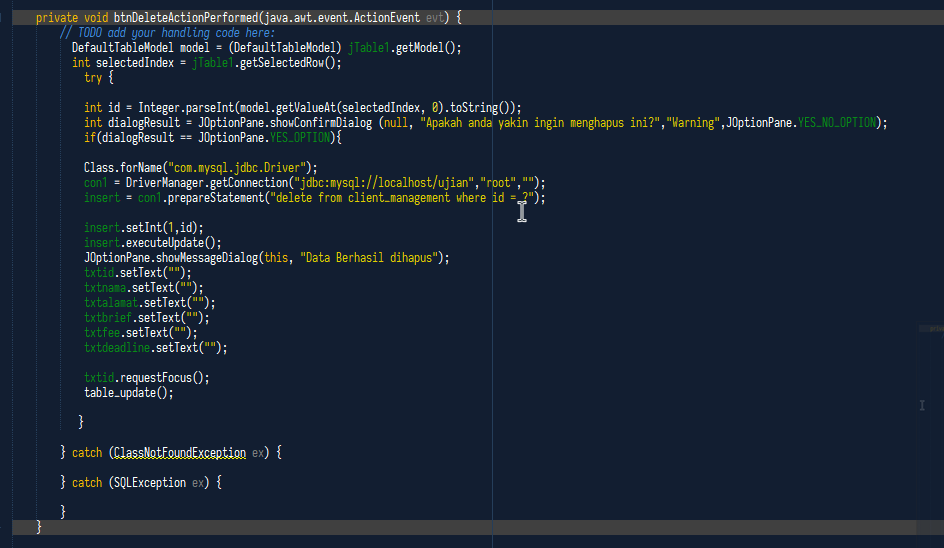 private void btnDeleteActionPerformed(java.awt.event.ActionEvent evt) {
// TODO add your handling code here:
DefaultTableModel model = (DefaultTableModel) jTable1.getModel();
int selectedIndex = jTable1.getSelectedRow();
try {
int id = Integer.parseInt(model.getValueAt(selectedIndex, 0).toString());
int dialogResult = JOptionPane.showConfirmDialog (null, "Apakah anda yakin ingin menghapus ini?","Warning",JOptionPane.YES_NO_OPTION);
if(dialogResult == JOptionPane.YES_OPTION){
Class.forName("com.mysql.jdbc.Driver");
con1 = DriverManager.getConnection("jdbc:mysql://localhost/ujian","root","");
insert = con1.prepareStatement("delete from client_management where id = ?");
insert.setInt(1,id);
insert.executeUpdate();
JOptionPane.showMessageDialog(this, "Data Berhasil dihapus");
txtid.setText("");
txtnama.setText("");
txtalamat.setText("");
txtbrief.setText("");
txtfee.setText("");
txtdeadline.setText("");
txtid.requestFocus();
table_update();
}
} catch (ClassNotFoundException ex) {
} catch (SQLException ex) {
}
}